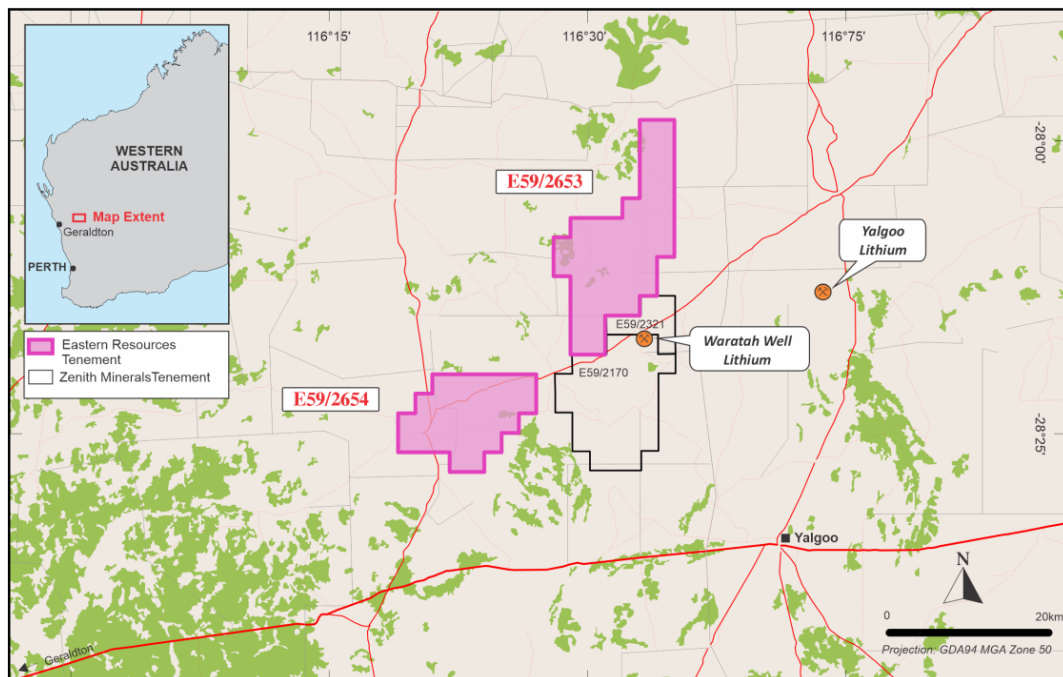 116°15'
116°30'
116°75'
WESTERN
AUSTRALIA
Map Extent
Geraldton
PERTH
-28°00'
E59/2653
Yalgoo
Lithium
Eastern Resources
Tenement
Zenith MineralsTenement
E59/2321
Waratah Well
Lithium
E59/2170
E59/2654
-28°25'
Yalgoo
N
0
20km
Projection: GDA94 MGA Zone 50
Geraldton